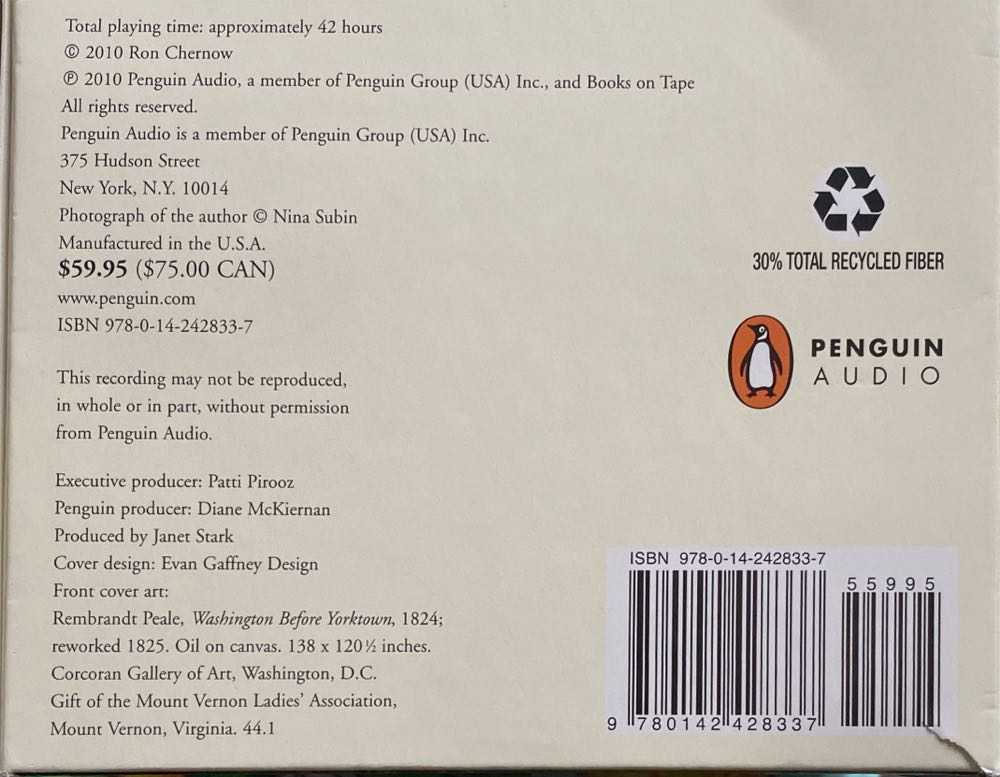 Total playing time: approximately 42 hours
© 2010 Ron Chernow
℗ 2010 Penguin Audio, a member of Penguin Group (USA) Inc., and Books on Tape
All rights reserved.
Penguin Audio is a member of Penguin Group (USA) Inc.
375 Hudson Street
New York, N.Y. 10014
Photograph of the author © Nina Subin
Manufactured in the U.S.A.
$59.95 ($75.00 CAN)
www.penguin.com
ISBN 978-0-14-242833-7
This recording may not be reproduced,
in whole or in part, without permission
from Penguin Audio.
Executive producer: Patti Pirooz
Penguin producer: Diane McKiernan
Produced by Janet Stark
Cover design: Evan Gaffney Design
Front cover art:
Rembrandt Peale, Washington Before Yorktown, 1824;
reworked 1825. Oil on canvas. 138 x 120½ inches.
Corcoran Gallery of Art, Washington, D.C.
Gift of the Mount Vernon Ladies’ Association,
Mount Vernon, Virginia. 44.1
30% TOTAL RECYCLED FIBER
PENGUIN
AUDIO
ISBN 978-0-14-242833-7
55995
9 780142 428337